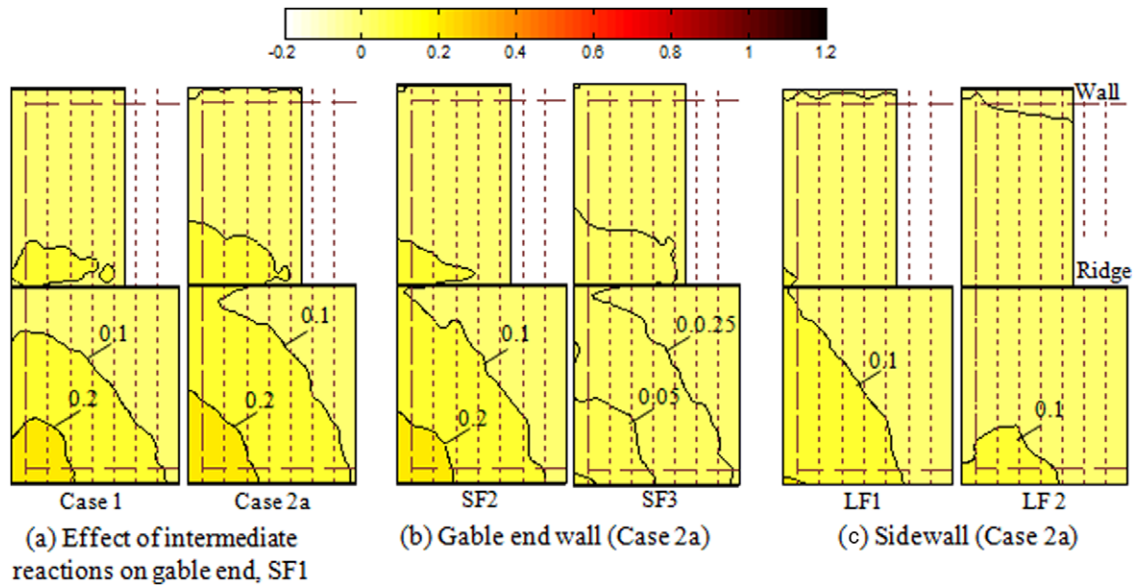 -0.2 0 0.2 0.4 0.6 0.8 1 1.2
Wall
Ridge
0.1
0.2
0.1
0.2
0.1
0.2
0.0.25
0.05
0.1
0.1
Case 1 Case 2a SF2 SF3 LF1 LF 2
(a) Effect of intermediate
reactions on gable end, SF1
(b) Gable end wall (Case 2a)
(c) Sidewall (Case 2a)